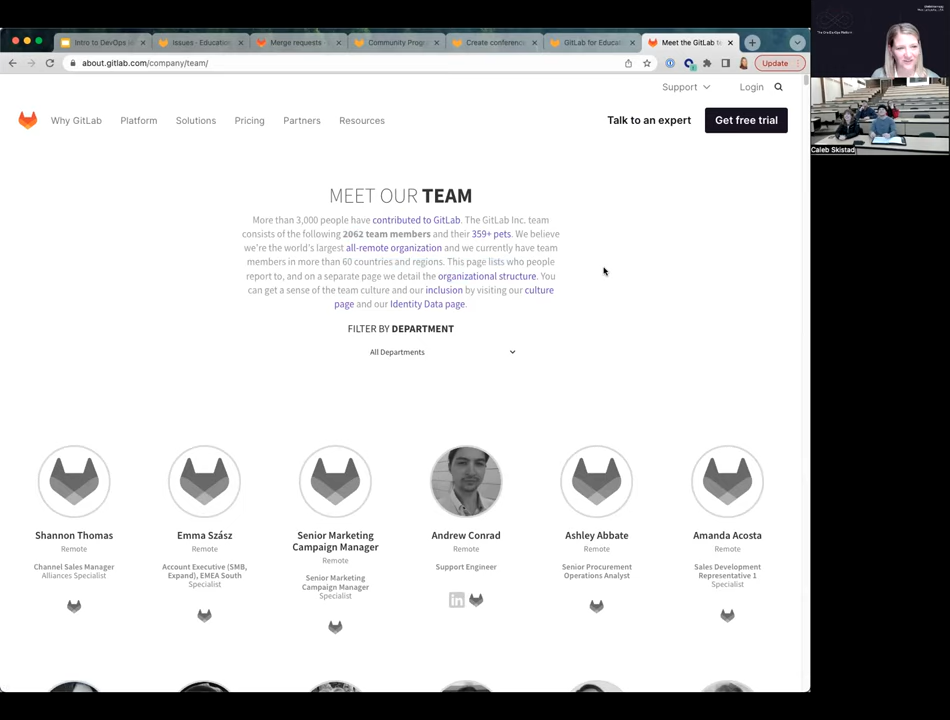 Intro to DevOps
Issues · Education
Merge requests
Community Prog
Create conferenc
GitLab for Educat
Meet the GitLab t
about.gitlab.com/company/team/
Update
Support
Login
Why GitLab
Platform
Solutions
Pricing
Partners
Resources
Talk to an expert
Get free trial
MEET OUR TEAM
More than 3,000 people have contributed to GitLab. The GitLab Inc. team
consists of the following 2062 team members and their 359+ pets. We believe
we're the world's largest all-remote organization and we currently have team
members in more than 60 countries and regions. This page lists who people
report to, and on a separate page we detail the organizational structure. You
can get a sense of the team culture and our inclusion by visiting our culture
page and our Identity Data page.
FILTER BY DEPARTMENT
All Departments
Shannon Thomas
Remote
Channel Sales Manager
Alliances Specialist
Emma Szász
Remote
Account Executive (SMB,
Expand), EMEA South
Specialist
Senior Marketing
Campaign Manager
Remote
Senior Marketing
Campaign Manager
Specialist
Andrew Conrad
Remote
Support Engineer
in
Ashley Abbate
Remote
Senior Procurement
Operations Analyst
Amanda Acosta
Remote
Sales Development
Representative 1
Specialist
Caleb Skistad